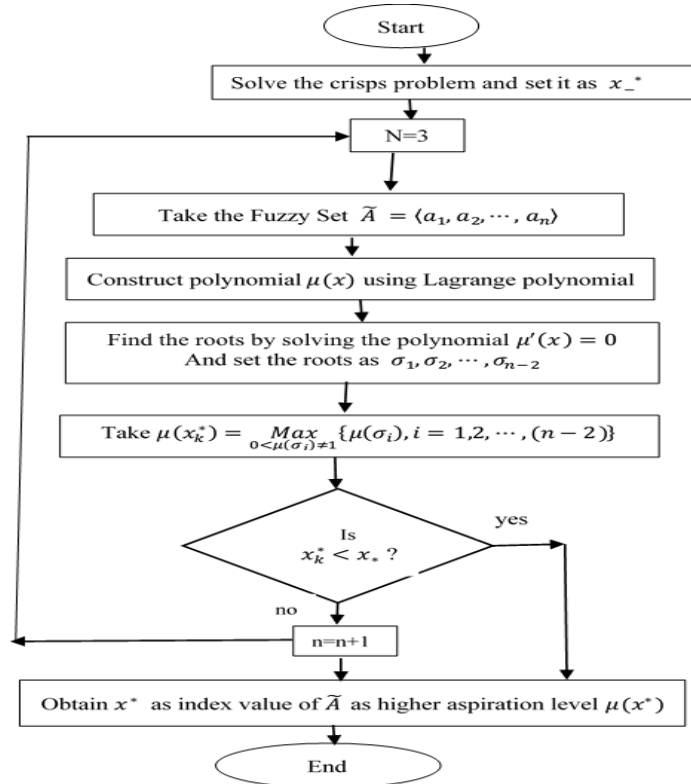 Start
Solve the crisps problem and set it as x_*
N=3
Take the Fuzzy Set Ã = ⟨a₁, a₂, ⋯, aₙ⟩
Construct polynomial μ(x) using Lagrange polynomial
Find the roots by solving the polynomial μ′(x) = 0
And set the roots as σ₁, σ₂, ⋯, σₙ₋₂
Take μ(xₖ*) = Max {μ(σᵢ), i = 1,2, ⋯, (n − 2)}
0<μ(σᵢ)≠1
yes
Is
xₖ* < x⁎ ?
no
n=n+1
Obtain x* as index value of Ã as higher aspiration level μ(x*)
End